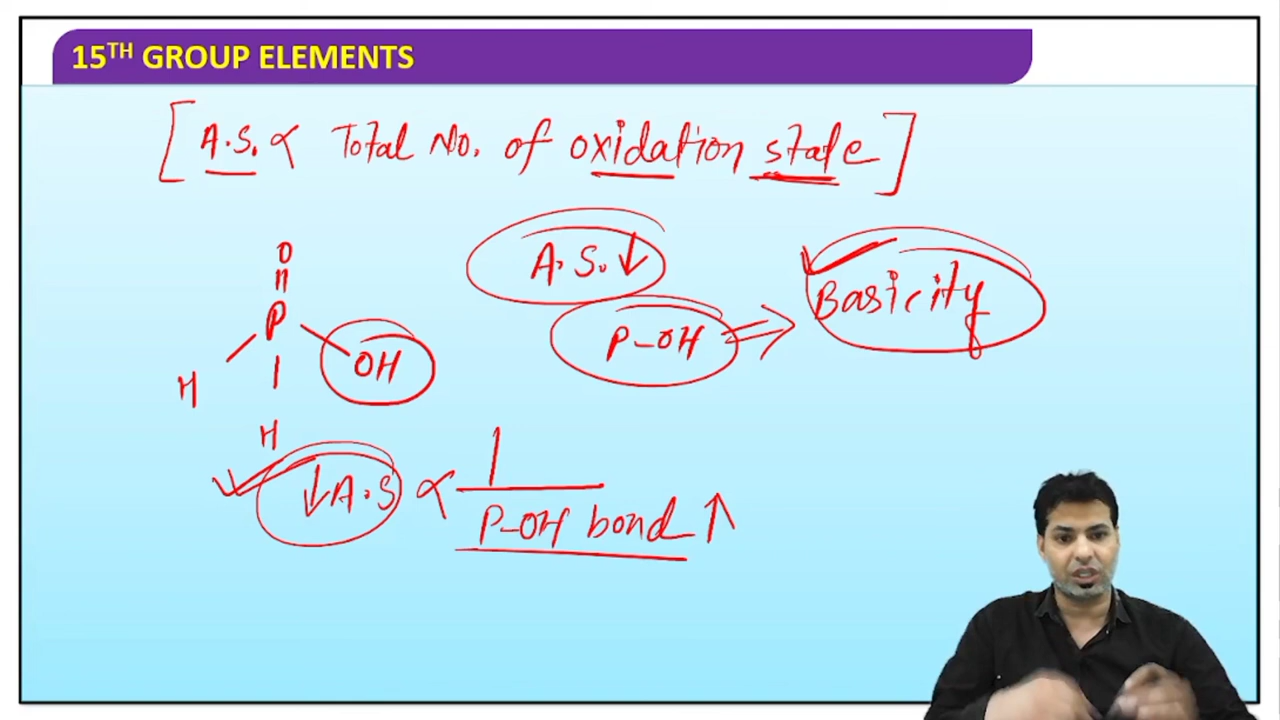 15TH GROUP ELEMENTS
[A.S. ∝ Total No. of oxidation state]
O
P
OH
H
H
A.S. ↓
P-OH ⇒ Basicity
↓A.S ∝ 1
P-OH bond ↑